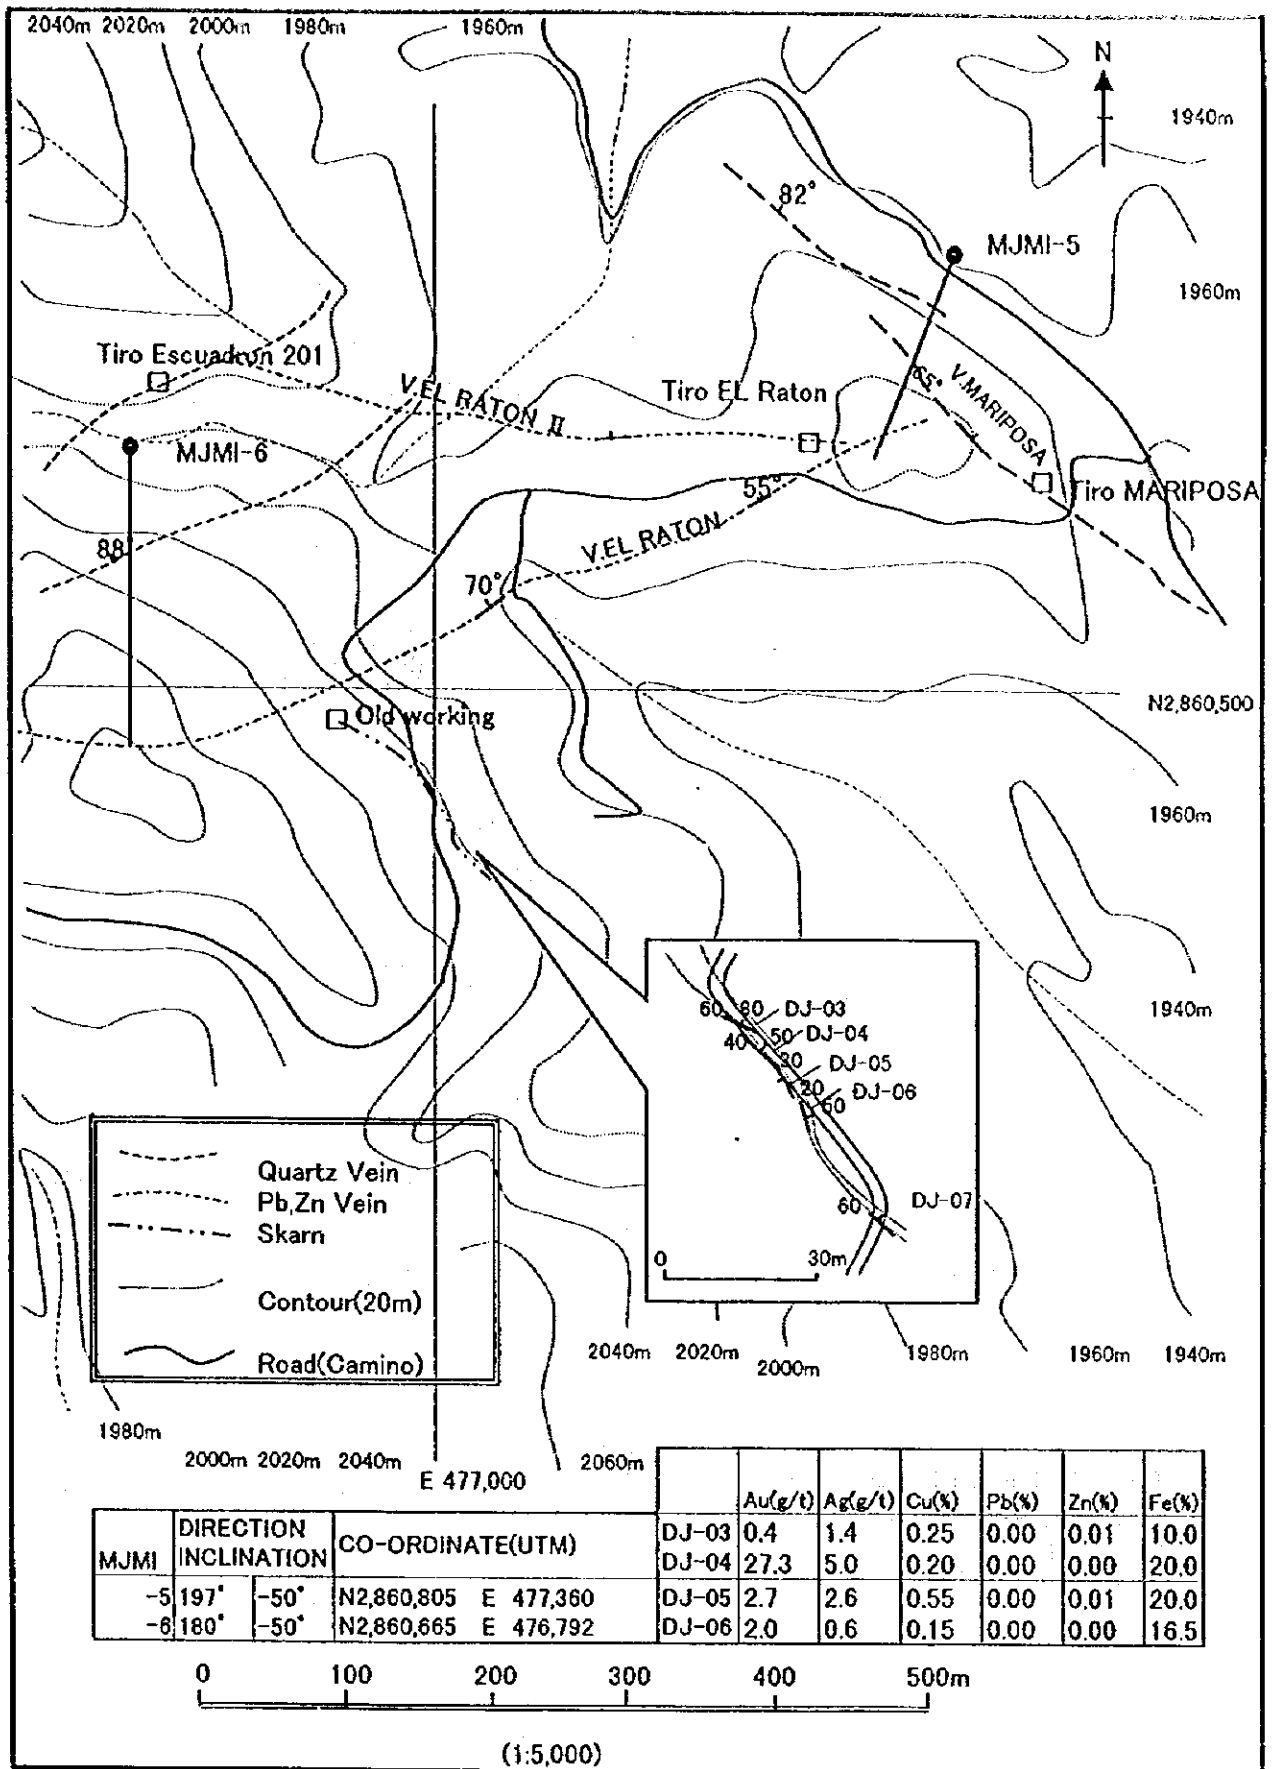 2040m 2020m 2000m 1980m 1960m
N
1940m
82°
MJMI-5
1960m
Tiro Escuadron 201
V.EL RATON II
Tiro EL Raton
65°
V.MARIPOSA
MJMI-6
Tiro MARIPOSA
55°
88
V.EL RATON
70°
N2,860,500
Old working
1960m
1940m
60 80 DJ-03
40 50 DJ-04
DJ-05
20 DJ-06
60
60 DJ-07
0 30m
Quartz Vein
Pb,Zn Vein
Skarn
Contour(20m)
Road(Camino)
2040m 2020m 2000m 1980m 1960m 1940m
1980m
2000m 2020m 2040m 2060m
E 477,000
MJMI DIRECTION INCLINATION CO-ORDINATE(UTM)
-5 197° -50° N2,860,805 E 477,360
-6 180° -50° N2,860,665 E 476,792
Au(g/t) Ag(g/t) Cu(%) Pb(%) Zn(%) Fe(%)
DJ-03 0.4 1.4 0.25 0.00 0.01 10.0
DJ-04 27.3 5.0 0.20 0.00 0.00 20.0
DJ-05 2.7 2.6 0.55 0.00 0.01 20.0
DJ-06 2.0 0.6 0.15 0.00 0.00 16.5
0 100 200 300 400 500m
(1:5,000)